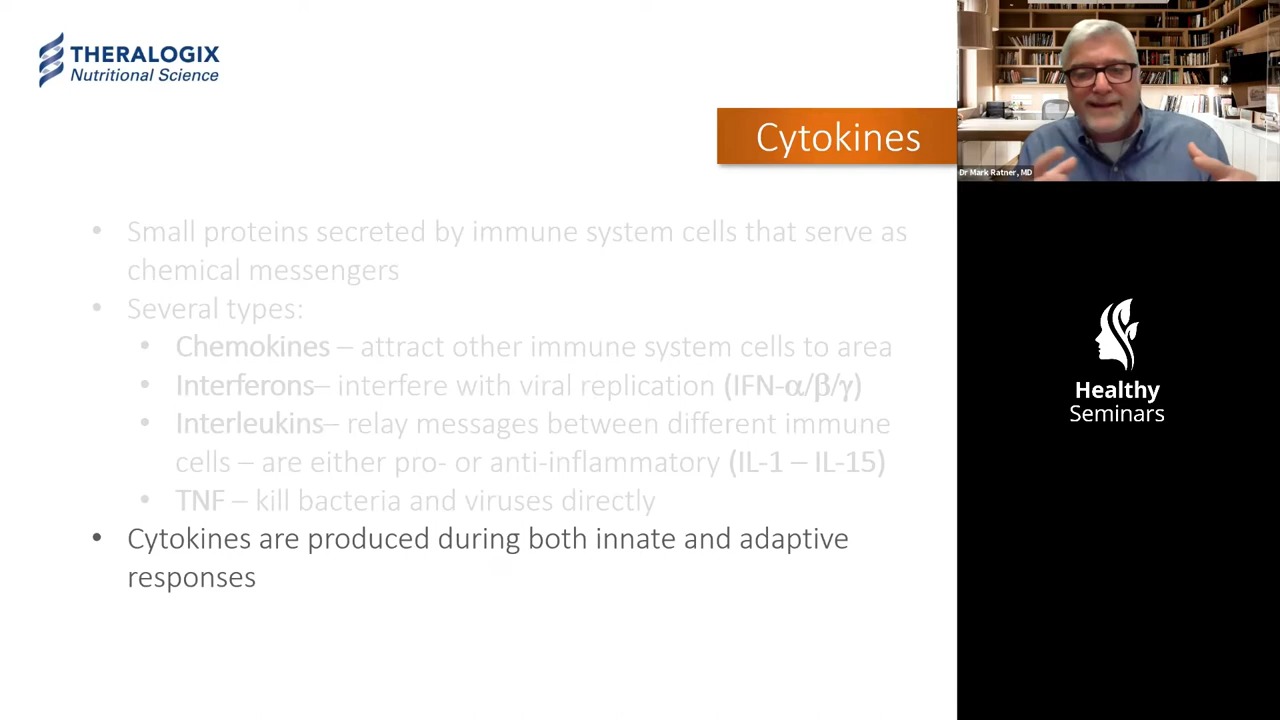 THERALOGIX
Nutritional Science
Cytokines
Dr Mark Ratner, MD
• Small proteins secreted by immune system cells that serve as
chemical messengers
• Several types:
• Chemokines – attract other immune system cells to area
• Interferons– interfere with viral replication (IFN-α/β/γ)
• Interleukins– relay messages between different immune
cells – are either pro- or anti-inflammatory (IL-1 – IL-15)
• TNF – kill bacteria and viruses directly
• Cytokines are produced during both innate and adaptive
responses
Healthy
Seminars